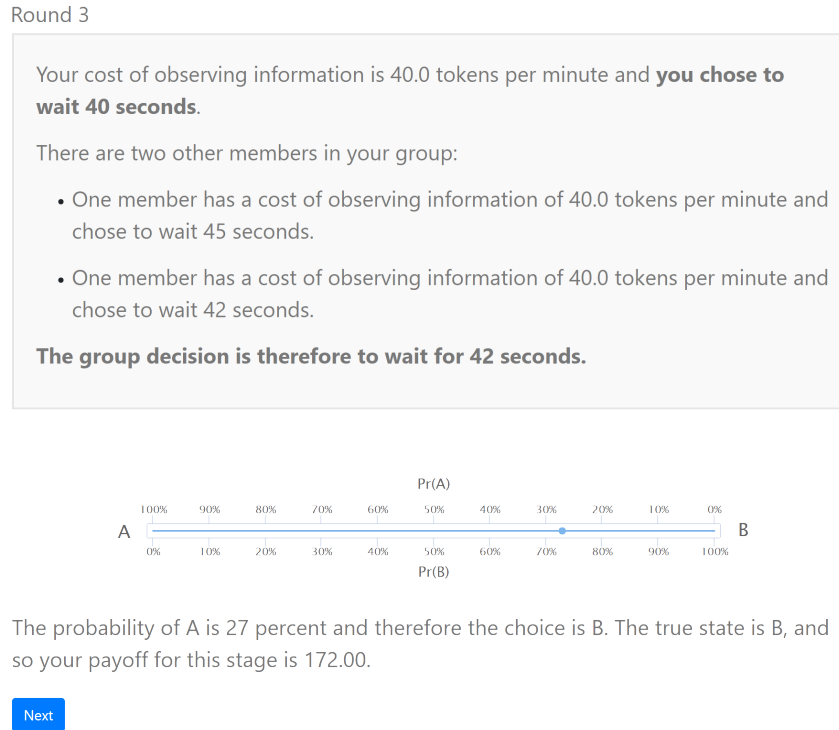 Round 3
Your cost of observing information is 40.0 tokens per minute and you chose to
wait 40 seconds.
There are two other members in your group:
• One member has a cost of observing information of 40.0 tokens per minute and
chose to wait 45 seconds.
• One member has a cost of observing information of 40.0 tokens per minute and
chose to wait 42 seconds.
The group decision is therefore to wait for 42 seconds.
Pr(A)
100% 90% 80% 70% 60% 50% 40% 30% 20% 10% 0%
A B
0% 10% 20% 30% 40% 50% 60% 70% 80% 90% 100%
Pr(B)
The probability of A is 27 percent and therefore the choice is B. The true state is B, and
so your payoff for this stage is 172.00.
Next